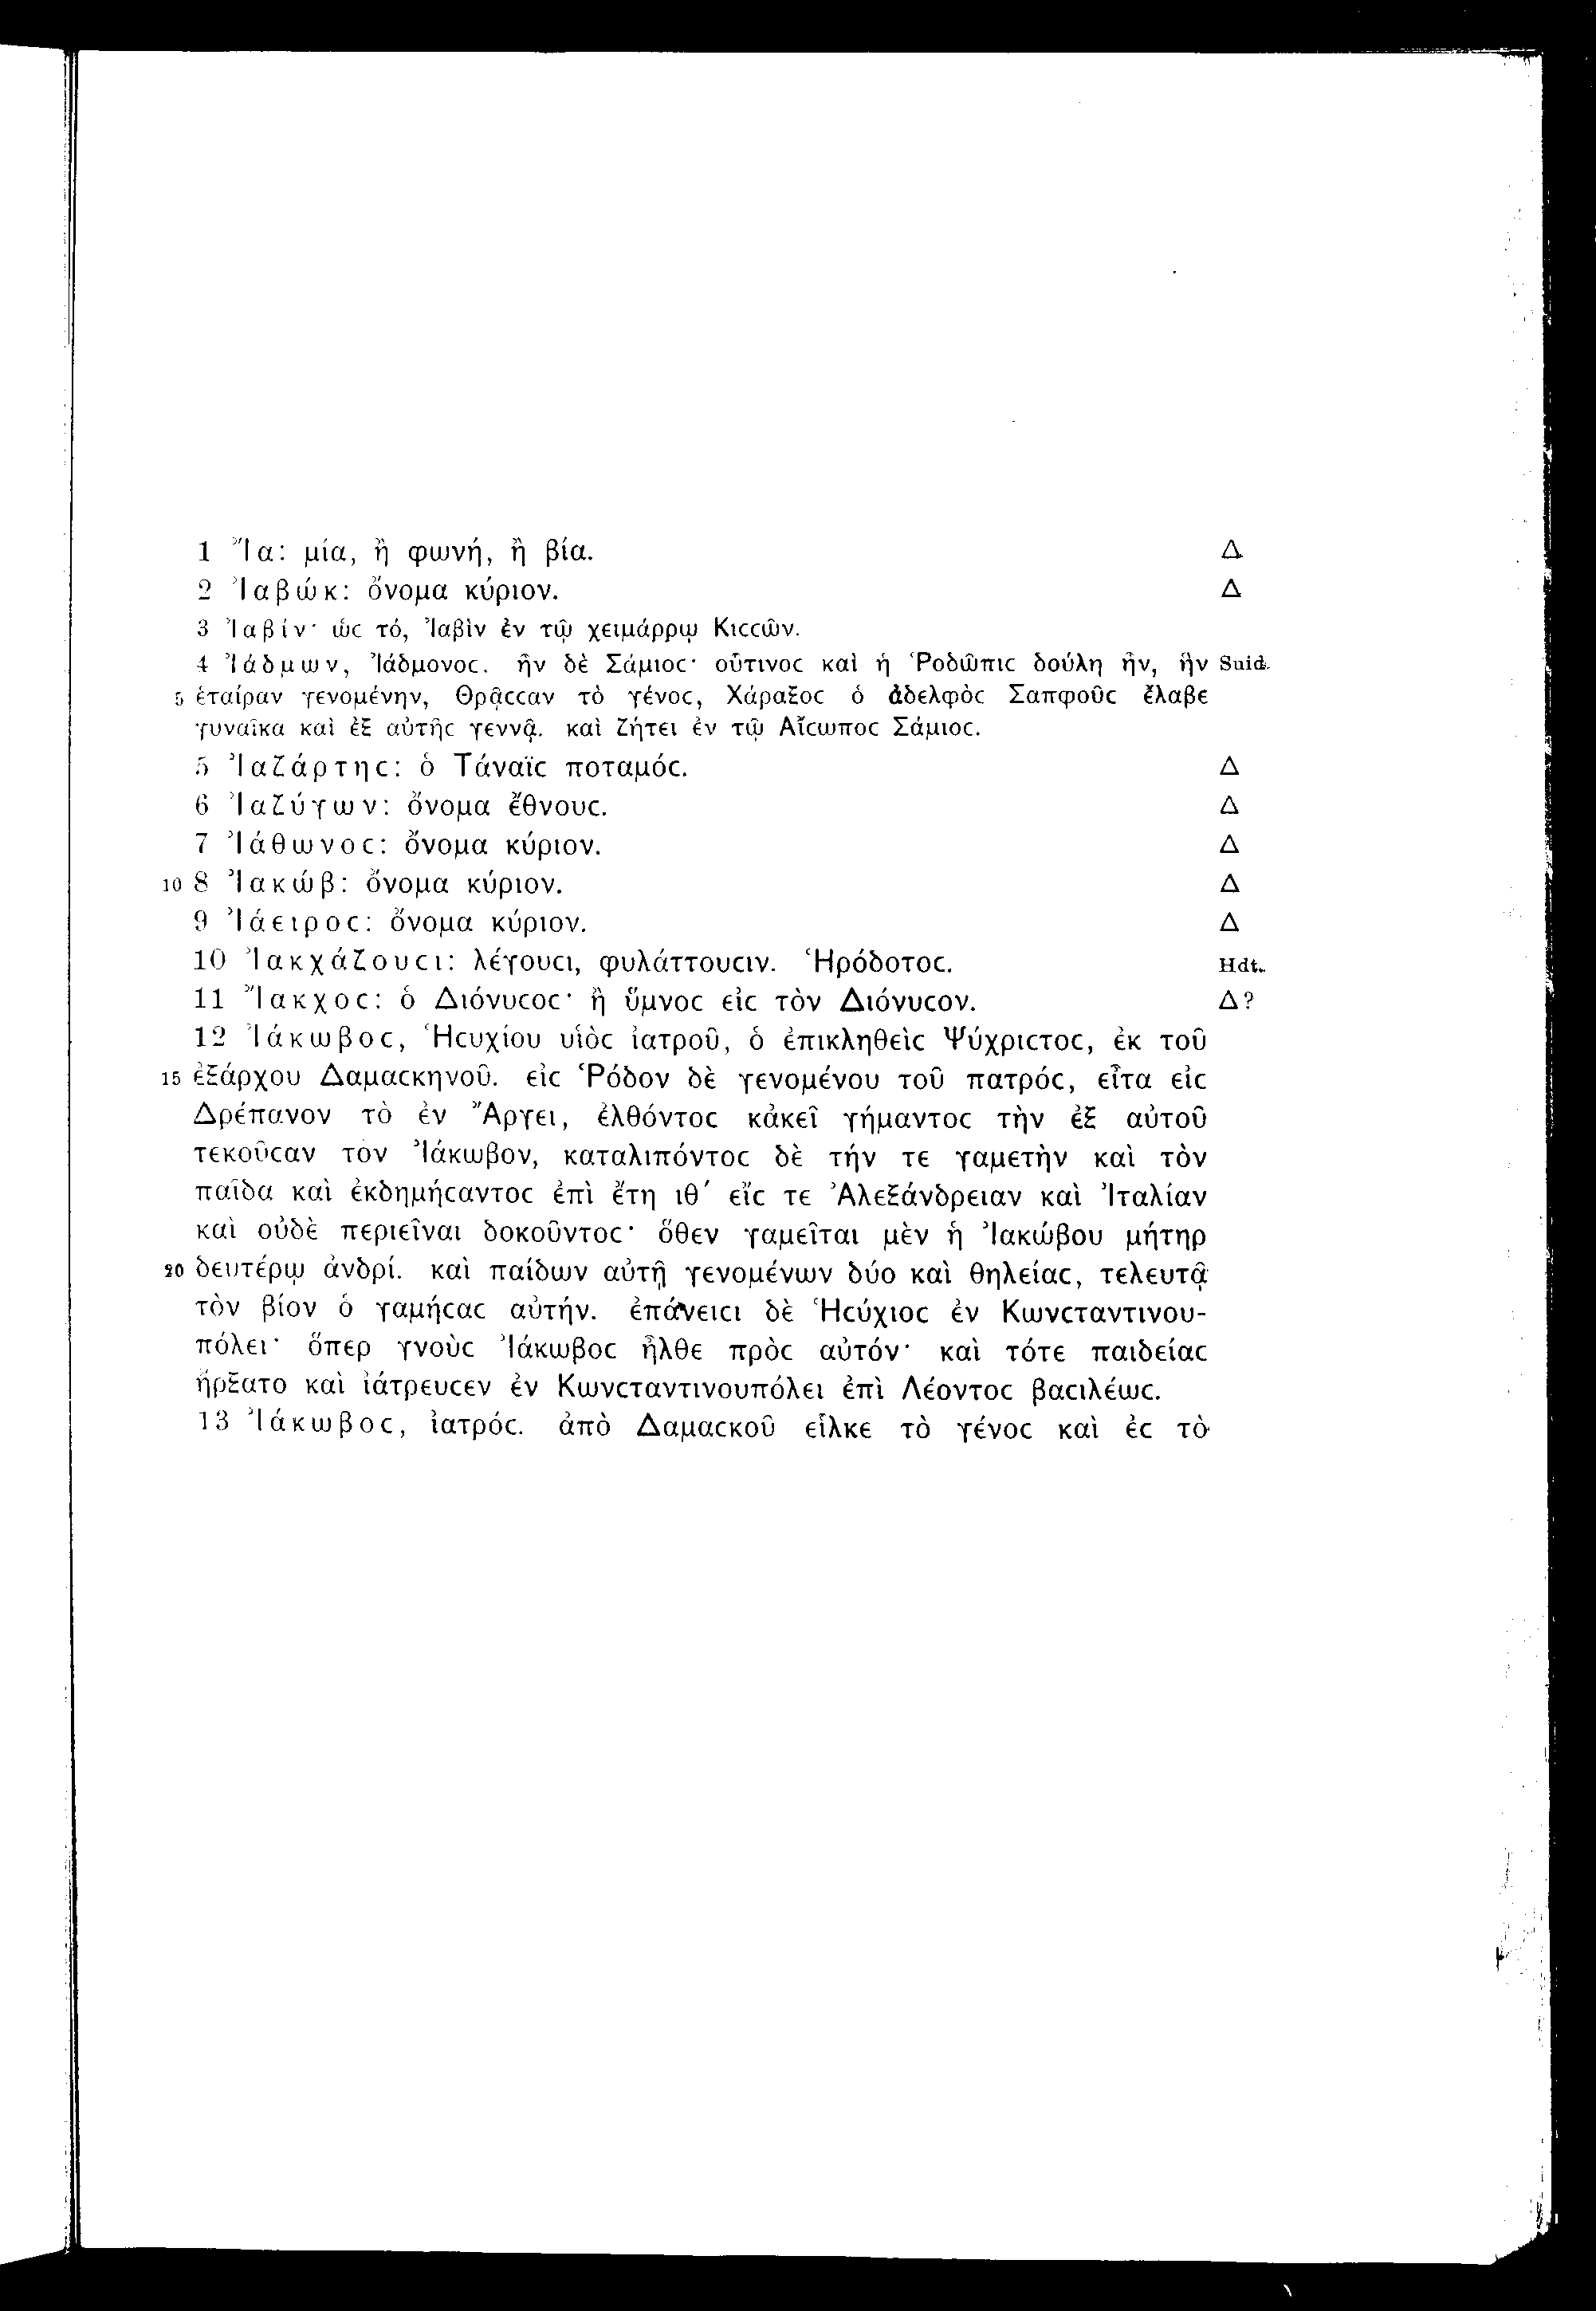 1 Ἴα: μία, ἢ φωνή, ἢ βία. Δ
2 Ἰαβώκ: ὄνομα κύριον. Δ
3 Ἰαβίν· ὡϲ τό, Ἰαβὶν ἐν τῷ χειμάρρῳ Κιϲϲῶν.
4 Ἰάδμων, Ἰάδμονοϲ. ἦν δὲ Σάμιοϲ· οὗτινοϲ καὶ ἡ Ῥοδῶπιϲ δούλη ἦν, ἣν Suid.
5 ἑταίραν γενομένην, Θρᾷϲϲαν τὸ γένοϲ, Χάραξοϲ ὁ ἀδελφὸϲ Σαπφοῦϲ ἔλαβε
γυναῖκα καὶ ἐξ αὐτῆϲ γεννᾷ. καὶ ζήτει ἐν τῷ Αἴϲωποϲ Σάμιοϲ.
5 Ἰαζάρτηϲ: ὁ Τάναϊϲ ποταμόϲ. Δ
6 Ἰαζύγων: ὄνομα ἔθνουϲ. Δ
7 Ἰάθωνοϲ: ὄνομα κύριον. Δ
10 8 Ἰακώβ: ὄνομα κύριον. Δ
9 Ἰάειροϲ: ὄνομα κύριον. Δ
10 Ἰακχάζουϲι: λέγουϲι, φυλάττουϲιν. Ἡρόδοτοϲ. Hdt.
11 Ἴακχοϲ: ὁ Διόνυϲοϲ· ἢ ὕμνοϲ εἰϲ τὸν Διόνυϲον. Δ?
12 Ἰάκωβοϲ, Ἡϲυχίου υἱὸϲ ἰατροῦ, ὁ ἐπικληθεὶϲ Ψύχριϲτοϲ, ἐκ τοῦ
15 ἐξάρχου Δαμαϲκηνοῦ. εἰϲ Ῥόδον δὲ γενομένου τοῦ πατρόϲ, εἶτα εἰϲ
Δρέπανον τὸ ἐν Ἄργει, ἐλθόντοϲ κἀκεῖ γήμαντοϲ τὴν ἐξ αὐτοῦ
τεκοῦϲαν τὸν Ἰάκωβον, καταλιπόντοϲ δὲ τήν τε γαμετὴν καὶ τὸν
παῖδα καὶ ἐκδημήϲαντοϲ ἐπὶ ἔτη ιθ′ εἴϲ τε Ἀλεξάνδρειαν καὶ Ἰταλίαν
καὶ οὐδὲ περιεῖναι δοκοῦντοϲ· ὅθεν γαμεῖται μὲν ἡ Ἰακώβου μήτηρ
20 δευτέρῳ ἀνδρί. καὶ παίδων αὐτῇ γενομένων δύο καὶ θηλείαϲ, τελευτᾷ
τὸν βίον ὁ γαμήϲαϲ αὐτήν. ἐπάνειϲι δὲ Ἡϲύχιοϲ ἐν Κωνϲταντινου-
πόλει· ὅπερ γνοὺϲ Ἰάκωβοϲ ἦλθε πρὸϲ αὐτόν· καὶ τότε παιδείαϲ
ἤρξατο καὶ ἰάτρευϲεν ἐν Κωνϲταντινουπόλει ἐπὶ Λέοντοϲ βαϲιλέωϲ.
13 Ἰάκωβοϲ, ἰατρόϲ. ἀπὸ Δαμαϲκοῦ εἷλκε τὸ γένοϲ καὶ ἐϲ τὸ